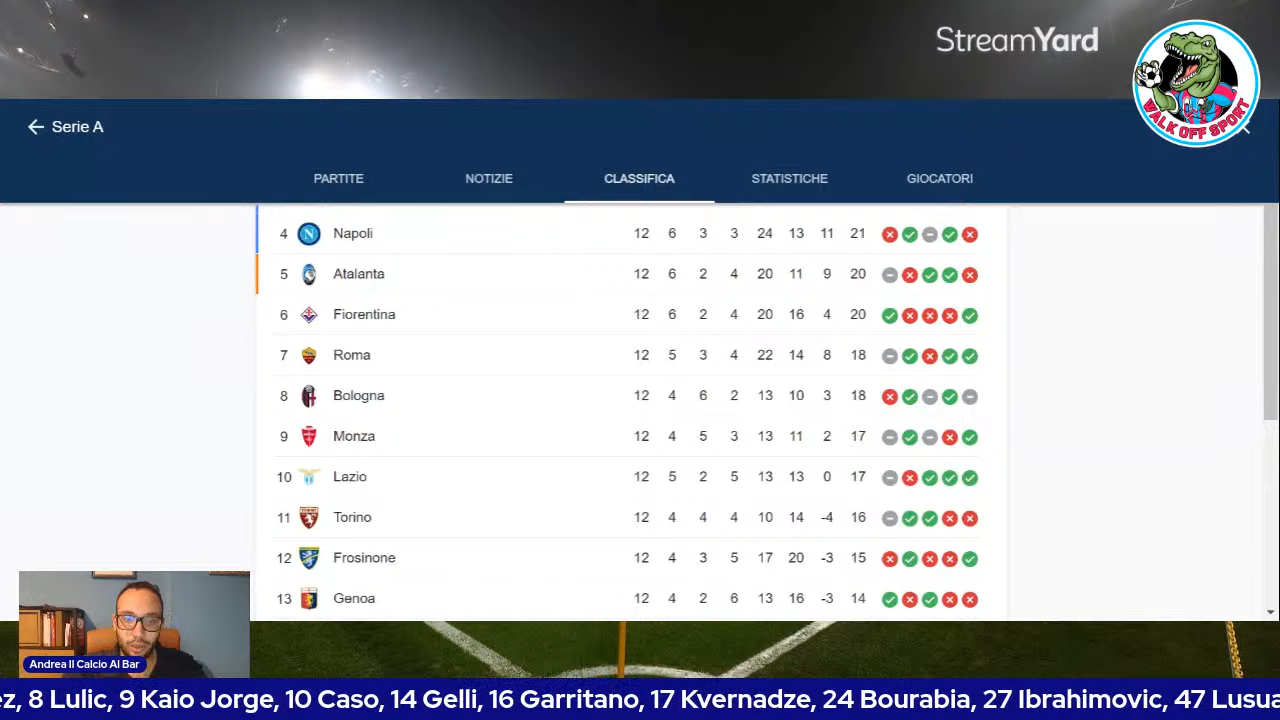 StreamYard
WALK OFF SPORT
Serie A
PARTITE NOTIZIE CLASSIFICA STATISTICHE GIOCATORI
4 Napoli 12 6 3 3 24 13 11 21
5 Atalanta 12 6 2 4 20 11 9 20
6 Fiorentina 12 6 2 4 20 16 4 20
7 Roma 12 5 3 4 22 14 8 18
8 Bologna 12 4 6 2 13 10 3 18
9 Monza 12 4 5 3 13 11 2 17
10 Lazio 12 5 2 5 13 13 0 17
11 Torino 12 4 4 4 10 14 -4 16
12 Frosinone 12 4 3 5 17 20 -3 15
13 Genoa 12 4 2 6 13 16 -3 14
Andrea Il Calcio Al Bar
ez, 8 Lulic, 9 Kaio Jorge, 10 Caso, 14 Gelli, 16 Garritano, 17 Kvernadze, 24 Bourabia, 27 Ibrahimovic, 47 Lusua